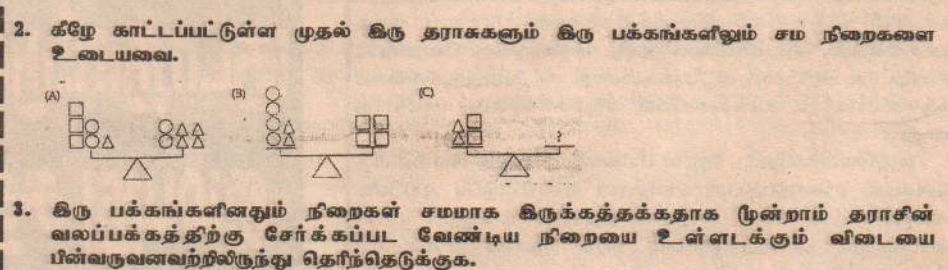 2. கீழே காட்டப்பட்டுள்ள முதல் இரு தராசுகளும் இரு பக்கங்களிலும் சம நிறைகளை
உடையவை.
(A) (B) (C)
?
3. இரு பக்கங்களினதும் நிறைகள் சமமாக இருக்கத்தக்கதாக மூன்றாம் தராசின்
வலப்பக்கத்திற்கு சேர்க்கப்பட வேண்டிய நிறையை உள்ளடக்கும் விடையை
பின்வருவனவற்றிலிருந்து தெரிந்தெடுக்குக.